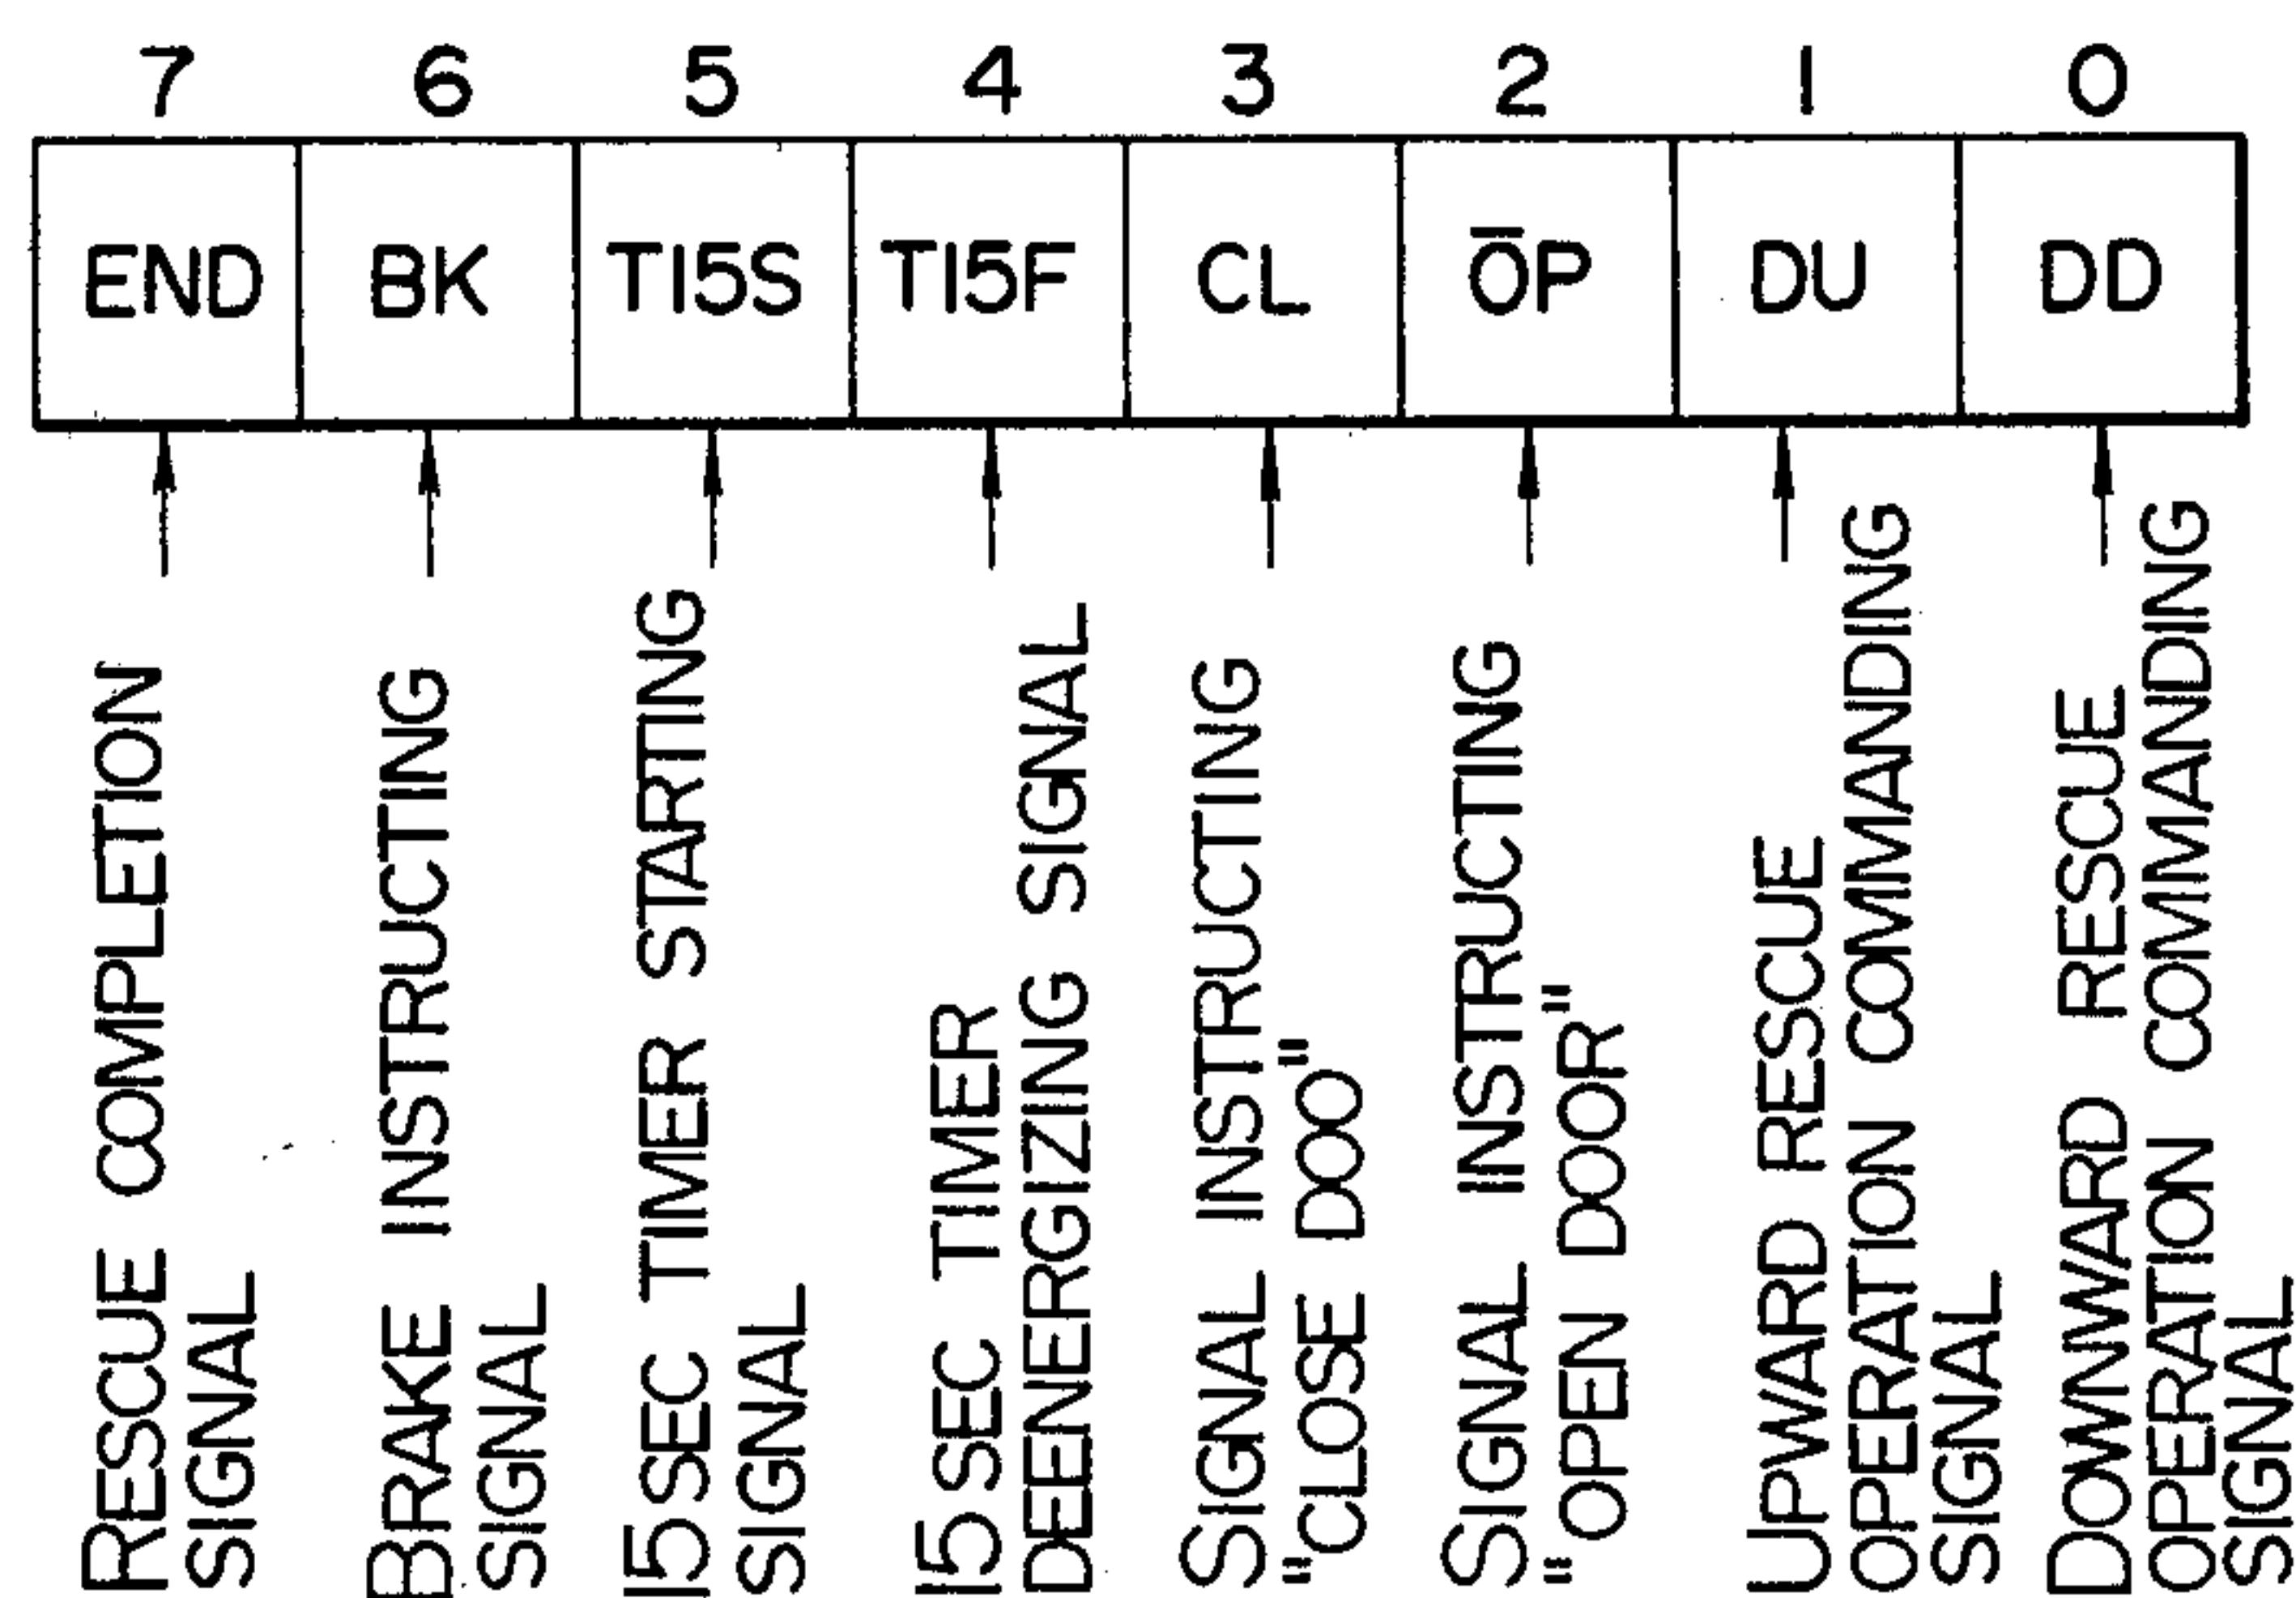 7 6 5 4 3 2 1 0
END BK T15S T15F CL ŌP DU DD
RESCUE COMPLETION
SIGNAL
BRAKE INSTRUCTING
SIGNAL
15 SEC TIMER STARTING
SIGNAL
15 SEC TIMER
DEENERGIZING SIGNAL
SIGNAL INSTRUCTING
"CLOSE DOO"
SIGNAL INSTRUCTING
"OPEN DOOR"
UPWARD RESCUE
OPERATION COMMANDING
SIGNAL
DOWNWARD RESCUE
OPERATION COMMANDING
SIGNAL